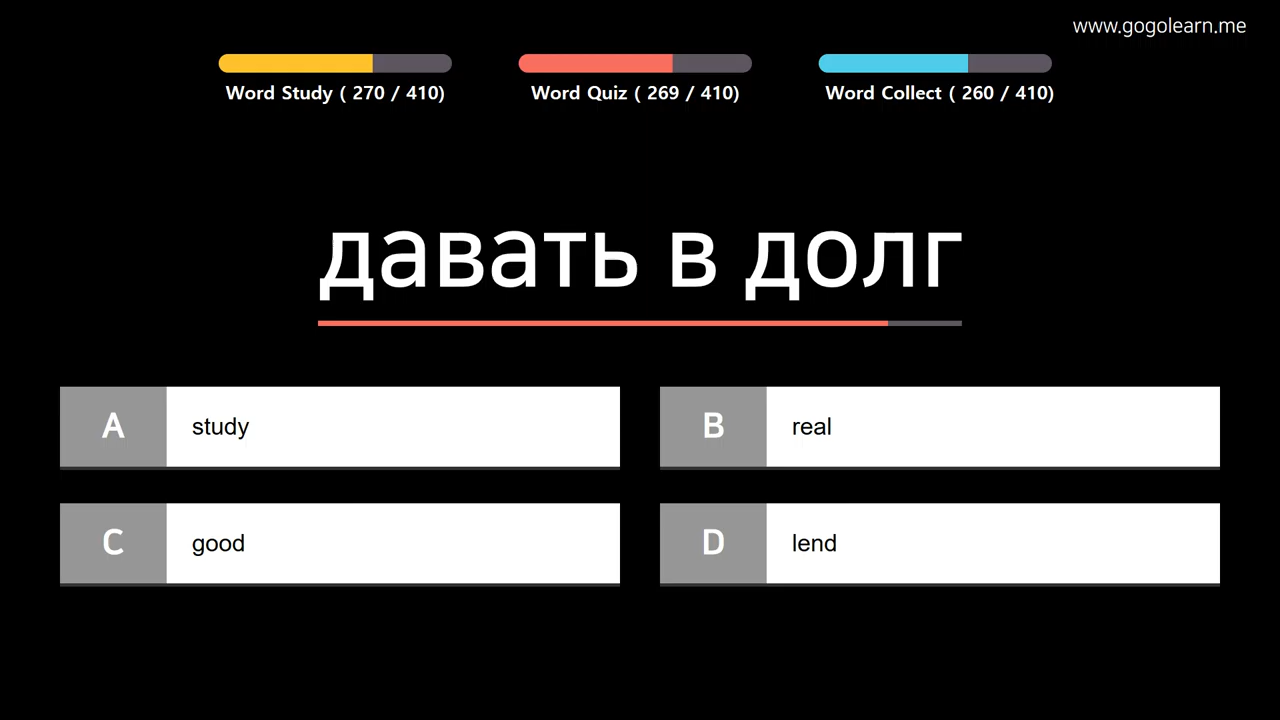 www.gogolearn.me
Word Study ( 270 / 410)
Word Quiz ( 269 / 410)
Word Collect ( 260 / 410)
давать в долг
A study
B real
C good
D lend